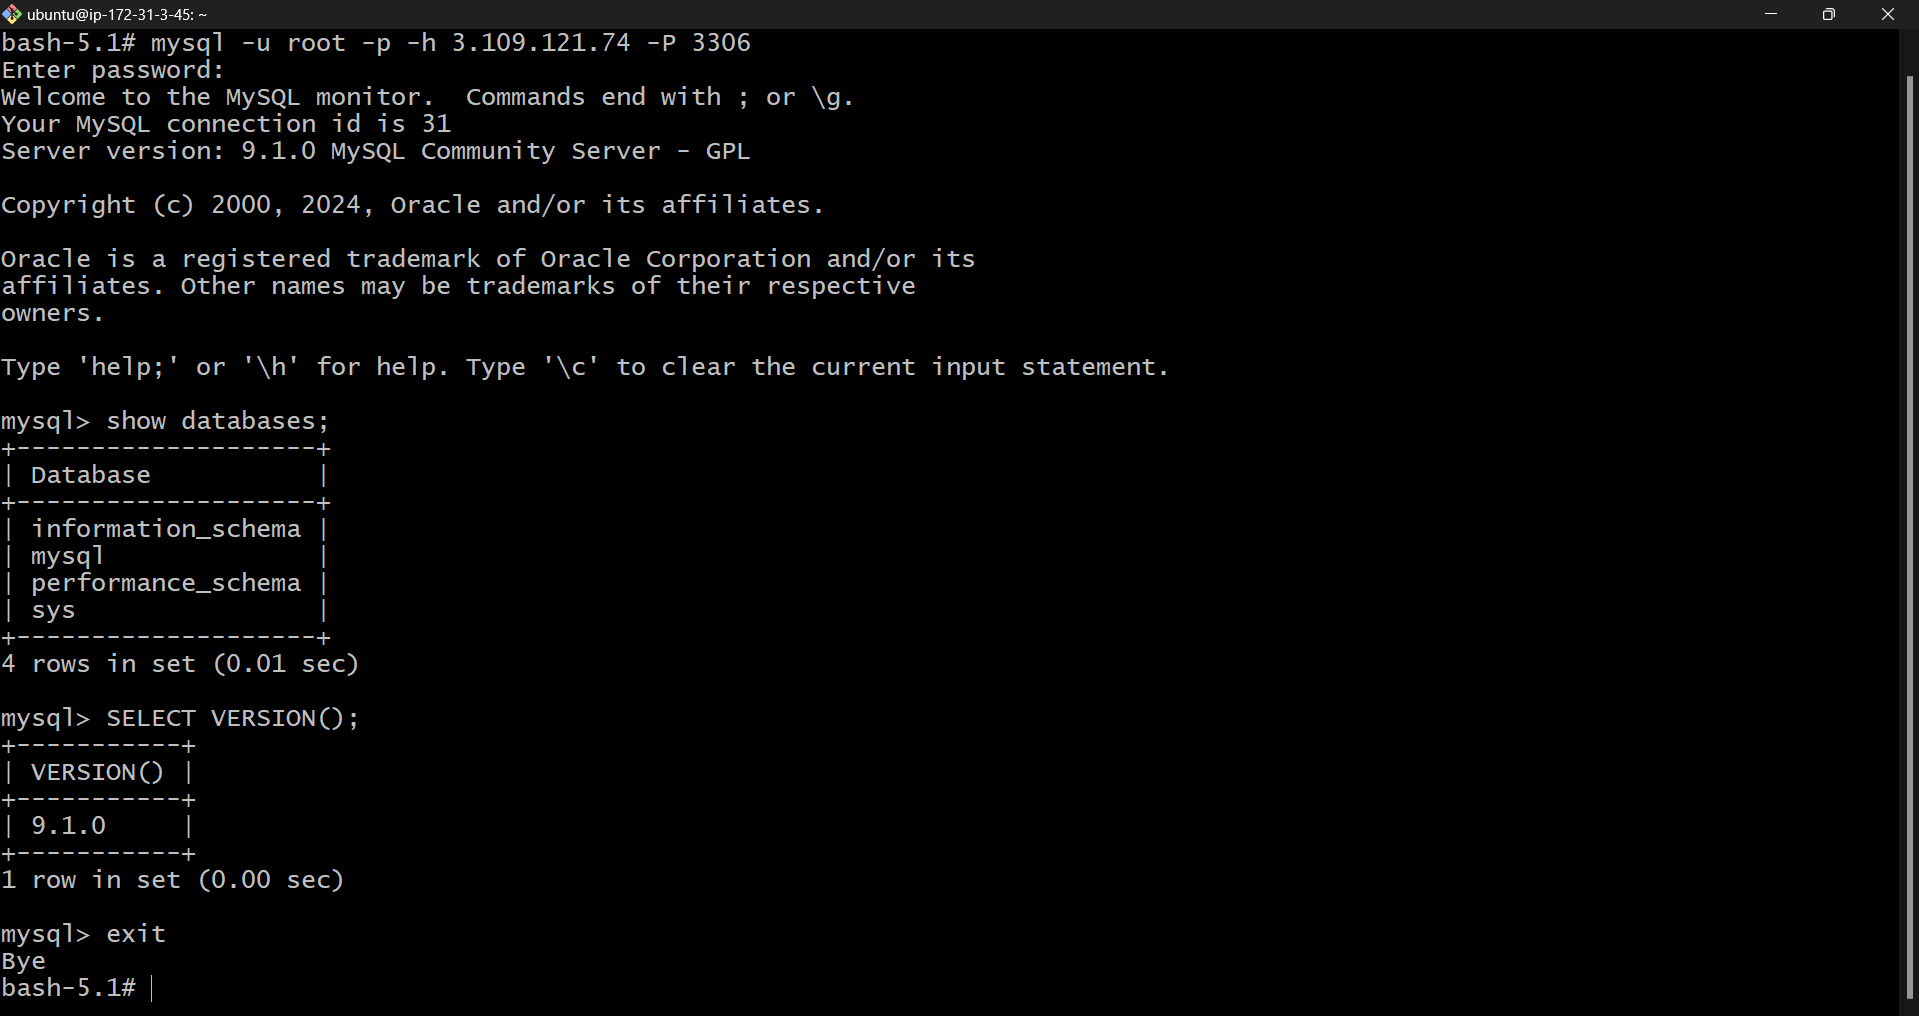 ubuntu@ip-172-31-3-45: ~
bash-5.1# mysql -u root -p -h 3.109.121.74 -P 3306
Enter password:
Welcome to the MySQL monitor.  Commands end with ; or \g.
Your MySQL connection id is 31
Server version: 9.1.0 MySQL Community Server - GPL

Copyright (c) 2000, 2024, Oracle and/or its affiliates.

Oracle is a registered trademark of Oracle Corporation and/or its
affiliates. Other names may be trademarks of their respective
owners.

Type 'help;' or '\h' for help. Type '\c' to clear the current input statement.

mysql> show databases;
+--------------------+
| Database           |
+--------------------+
| information_schema |
| mysql              |
| performance_schema |
| sys                |
+--------------------+
4 rows in set (0.01 sec)

mysql> SELECT VERSION();
+-----------+
| VERSION() |
+-----------+
| 9.1.0     |
+-----------+
1 row in set (0.00 sec)

mysql> exit
Bye
bash-5.1#